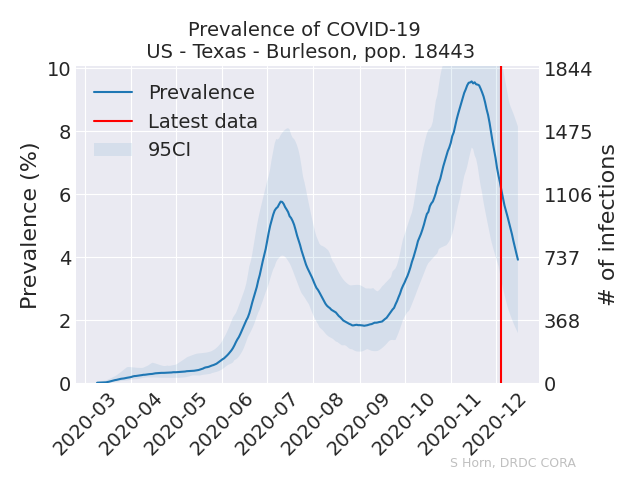 Prevalence of COVID-19
US - Texas - Burleson, pop. 18443
Prevalence
Latest data
95CI
Prevalence (%)
10
8
6
4
2
0
1844
1475
1106
737
368
0
# of infections
2020-03
2020-04
2020-05
2020-06
2020-07
2020-08
2020-09
2020-10
2020-11
2020-12
S Horn, DRDC CORA